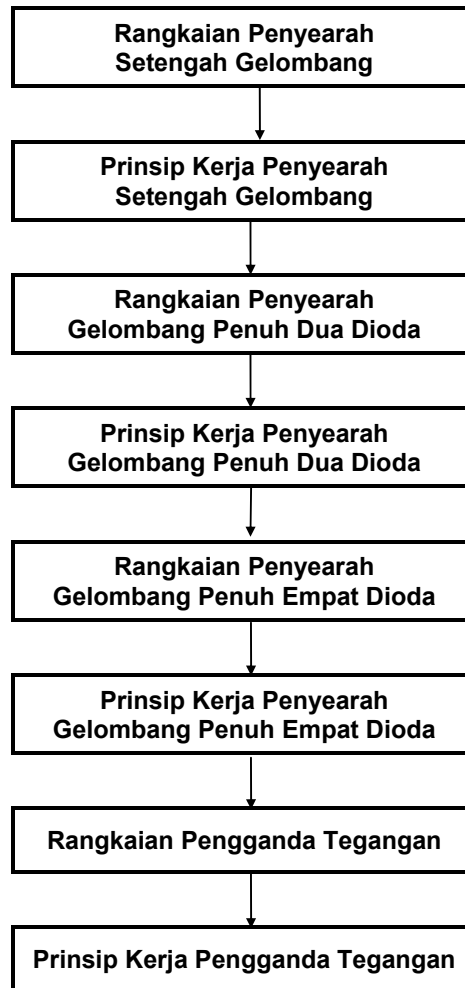 Rangkaian Penyearah
Setengah Gelombang
Prinsip Kerja Penyearah
Setengah Gelombang
Rangkaian Penyearah
Gelombang Penuh Dua Dioda
Prinsip Kerja Penyearah
Gelombang Penuh Dua Dioda
Rangkaian Penyearah
Gelombang Penuh Empat Dioda
Prinsip Kerja Penyearah
Gelombang Penuh Empat Dioda
Rangkaian Pengganda Tegangan
Prinsip Kerja Pengganda Tegangan